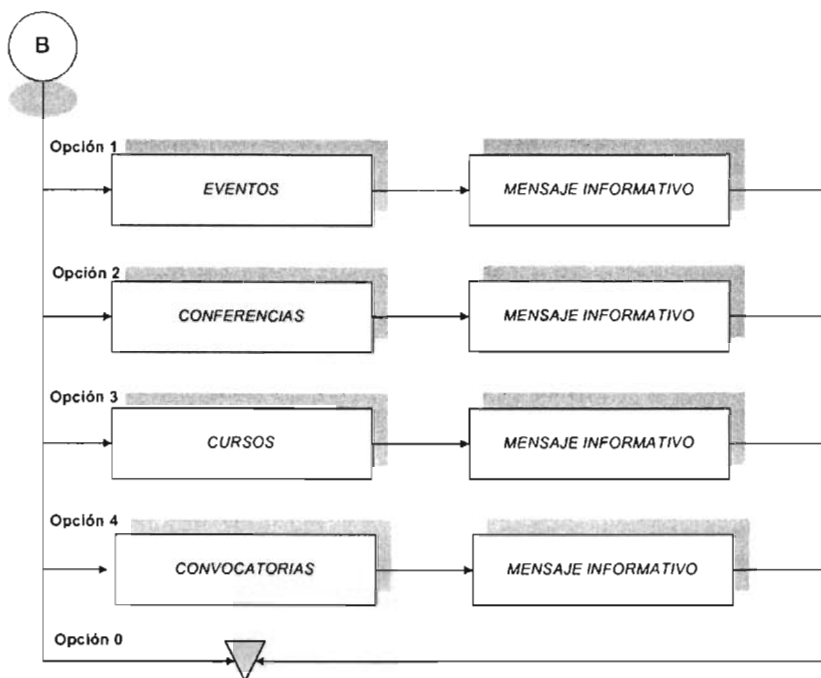 B
Opción 1
EVENTOS
MENSAJE INFORMATIVO
Opción 2
CONFERENCIAS
MENSAJE INFORMATIVO
Opción 3
CURSOS
MENSAJE INFORMATIVO
Opción 4
CONVOCATORIAS
MENSAJE INFORMATIVO
Opción 0